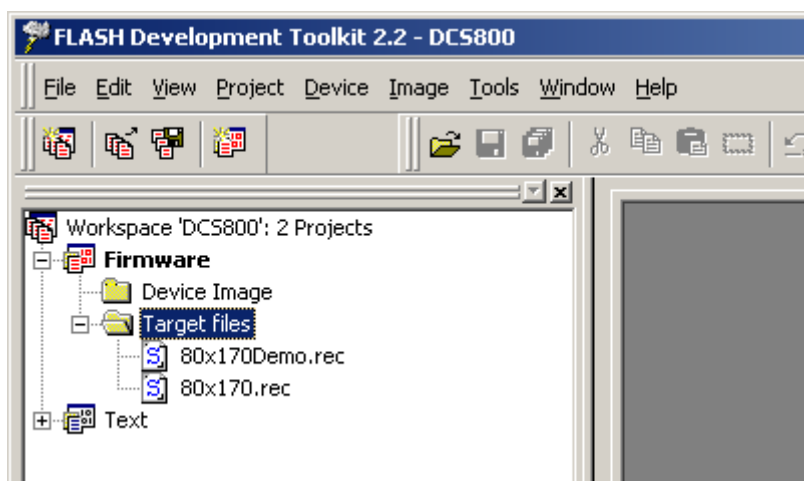 FLASH Development Toolkit 2.2 - DCS800
File Edit View Project Device Image Tools Window Help
Workspace 'DCS800': 2 Projects
Firmware
Device Image
Target files
80x170Demo.rec
80x170.rec
Text